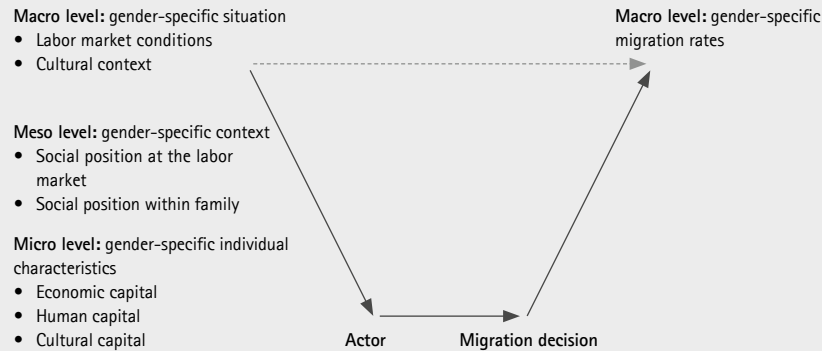 Macro level: gender-specific situation
• Labor market conditions
• Cultural context
Macro level: gender-specific
migration rates
Meso level: gender-specific context
• Social position at the labor
market
• Social position within family
Micro level: gender-specific individual
characteristics
• Economic capital
• Human capital
• Cultural capital
Actor
Migration decision